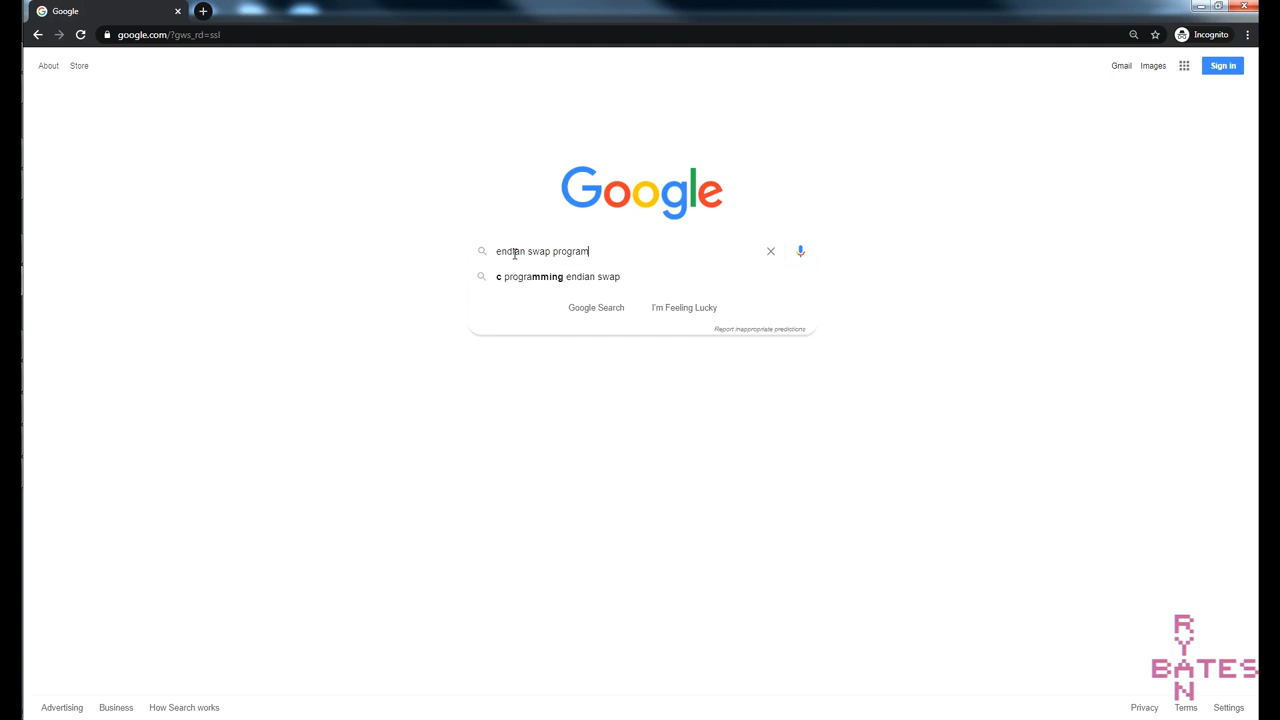 Google
google.com/?gws_rd=ssl
Incognito
About
Store
Gmail
Images
Sign in
Google
endian swap program
c programming endian swap
Google Search
I'm Feeling Lucky
Report inappropriate predictions
RYAN
BATES
Advertising
Business
How Search works
Privacy
Terms
Settings